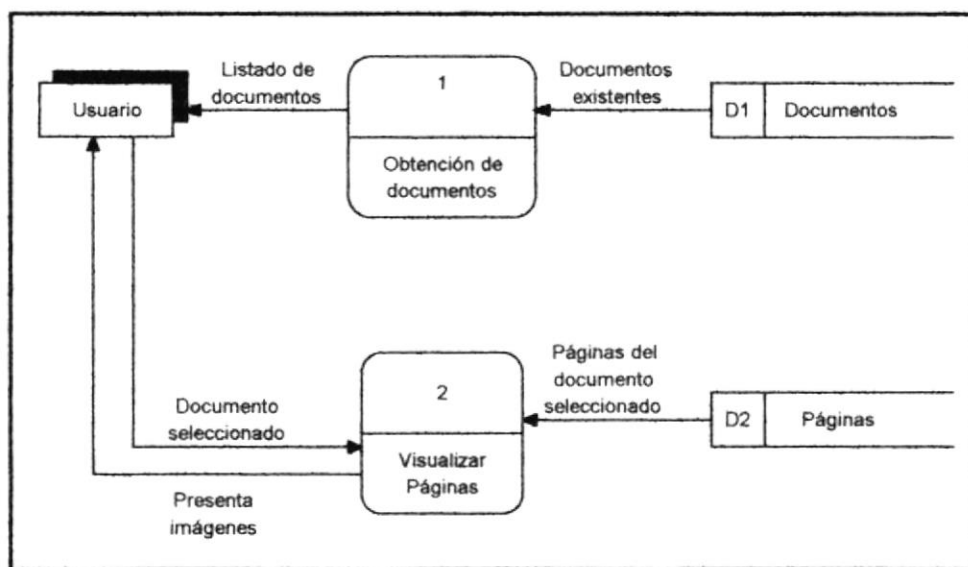 Usuario
Listado de
documentos
1
Obtención de
documentos
Documentos
existentes
D1
Documentos
Documento
seleccionado
Presenta
imágenes
2
Visualizar
Páginas
Páginas del
documento
seleccionado
D2
Páginas